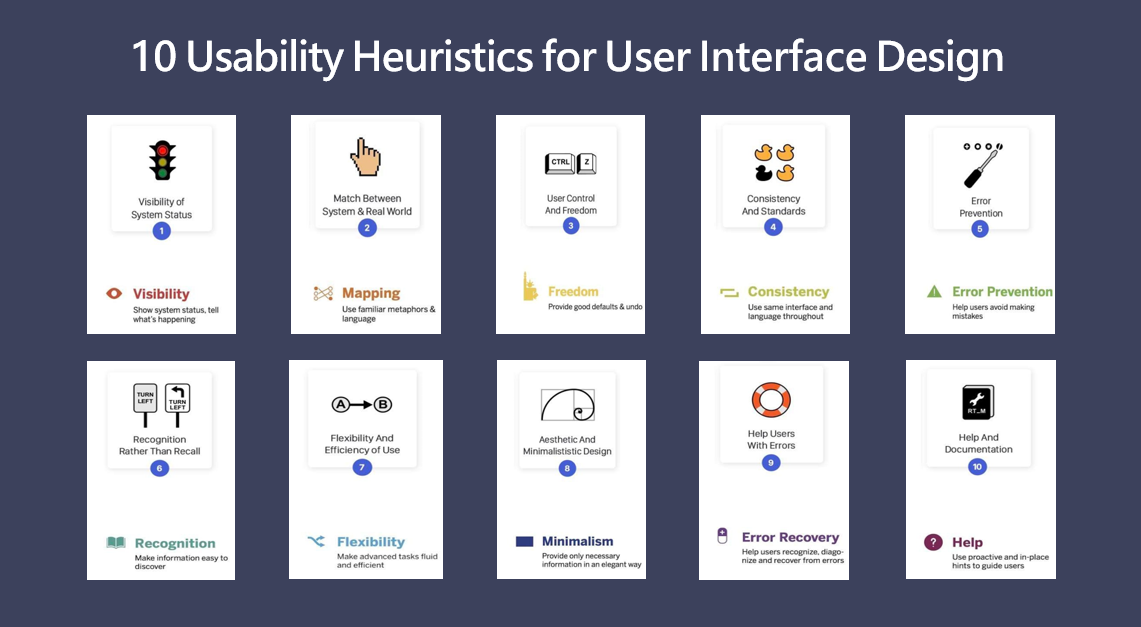 10 Usability Heuristics for User Interface Design
Visibility of
System Status
1
Visibility
Show system status, tell
what's happening
Match Between
System & Real World
2
Mapping
Use familiar metaphors &
language
CTRL Z
User Control
And Freedom
3
Freedom
Provide good defaults & undo
Consistency
And Standards
4
Consistency
Use same interface and
language throughout
Error
Prevention
5
Error Prevention
Help users avoid making
mistakes
TURN
LEFT
TURN
LEFT
Recognition
Rather Than Recall
6
Recognition
Make information easy to
discover
A B
Flexibility And
Efficiency of Use
7
Flexibility
Make advanced tasks fluid
and efficient
Aesthetic And
Minimalististic Design
8
Minimalism
Provide only necessary
information in an elegant way
Help Users
With Errors
9
Error Recovery
Help users recognize, diago-
nize and recover from errors
RT_M
Help And
Documentation
10
?
Help
Use proactive and in-place
hints to guide users